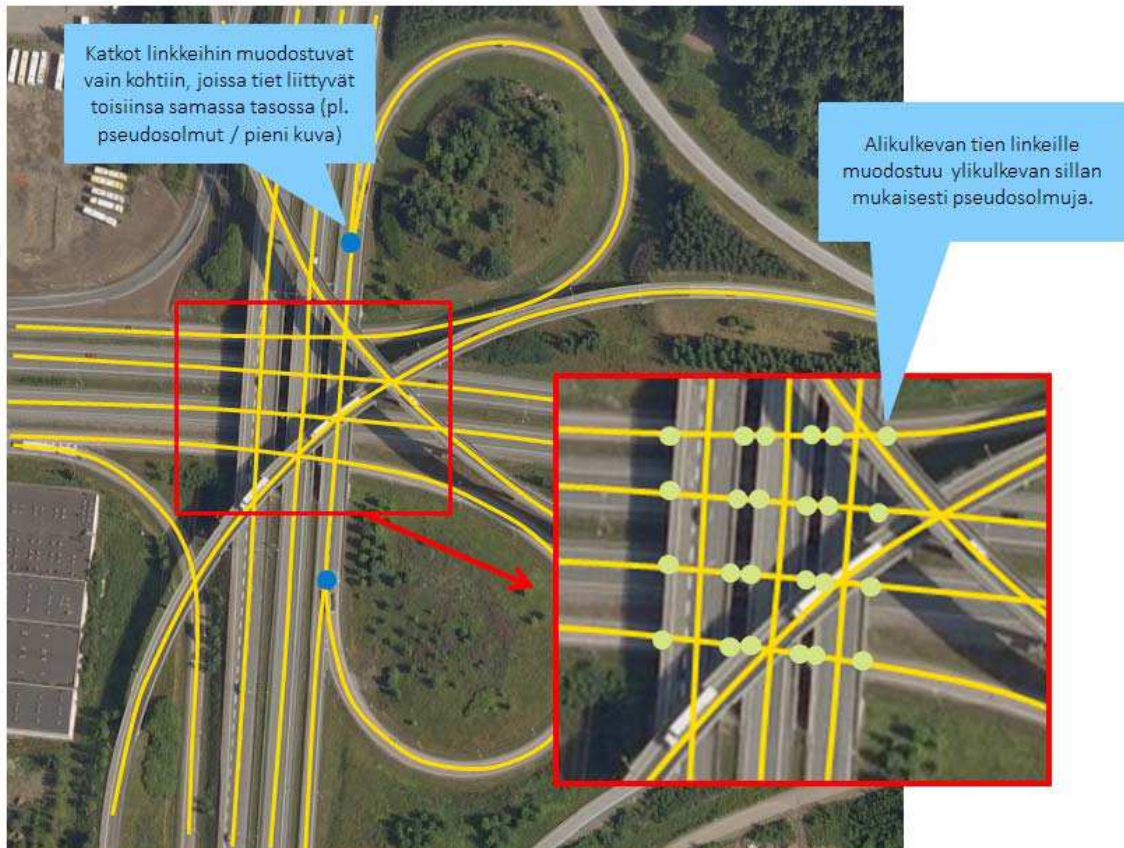 Katkot linkkeihin muodostuvat
vain kohtiin, joissa tiet liittyvät
toisiinsa samassa tasossa (pl.
pseudosolmut / pieni kuva)
Alikulkevan tien linkeille
muodostuu ylikulkevan sillan
mukaisesti pseudosolmuja.